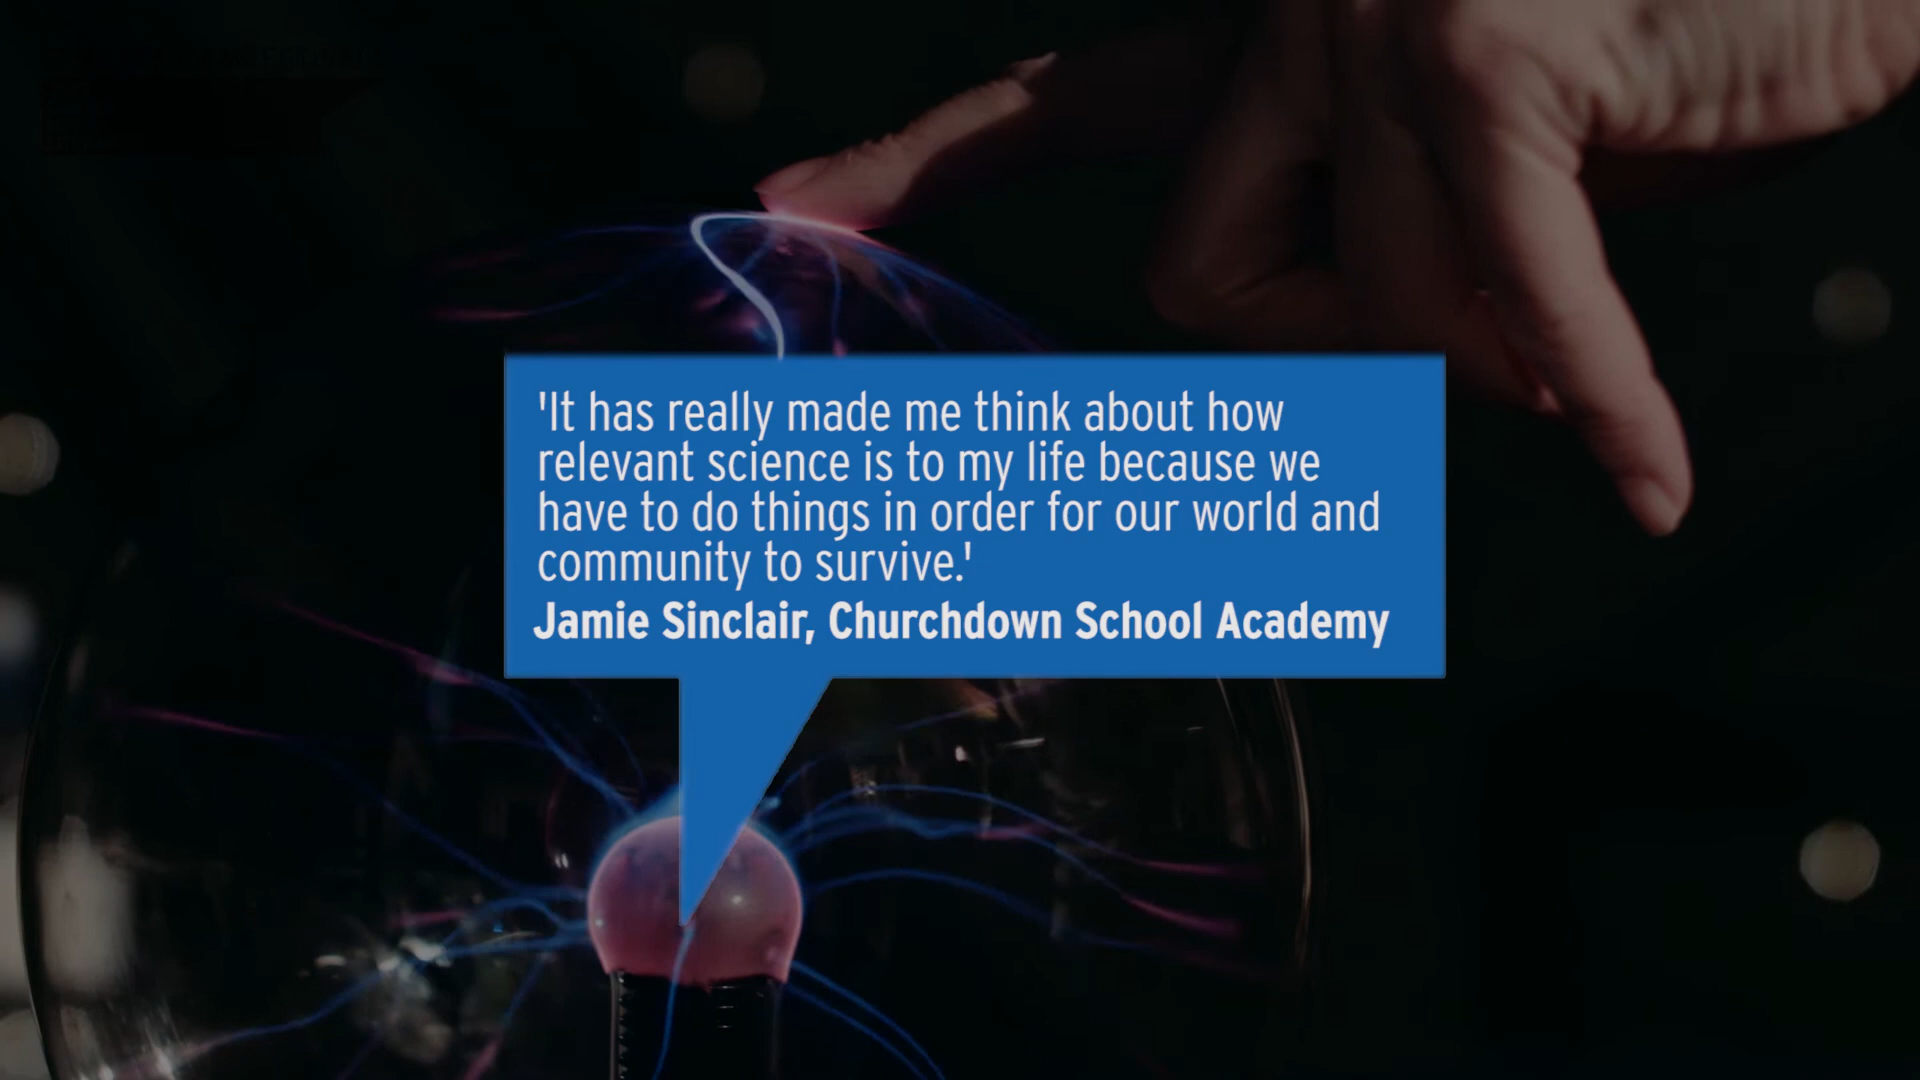 'It has really made me think about how
relevant science is to my life because we
have to do things in order for our world and
community to survive.'
Jamie Sinclair, Churchdown School Academy